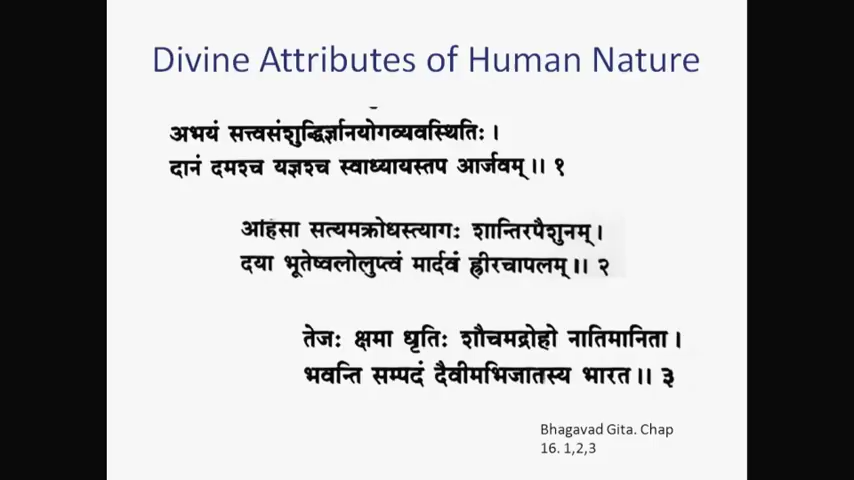 Divine Attributes of Human Nature
अभयं सत्त्वसंशुद्धिर्ज्ञानयोगव्यवस्थितिः ।
दानं दमश्च यज्ञश्च स्वाध्यायस्तप आर्जवम् ॥ १
अहिंसा सत्यमक्रोधस्त्यागः शान्तिरपैशुनम् ।
दया भूतेष्वलोलुप्त्वं मार्दवं ह्रीरचापलम् ॥ २
तेजः क्षमा धृतिः शौचमद्रोहो नातिमानिता ।
भवन्ति सम्पदं दैवीमभिजातस्य भारत ॥ ३
Bhagavad Gita. Chap
16. 1,2,3